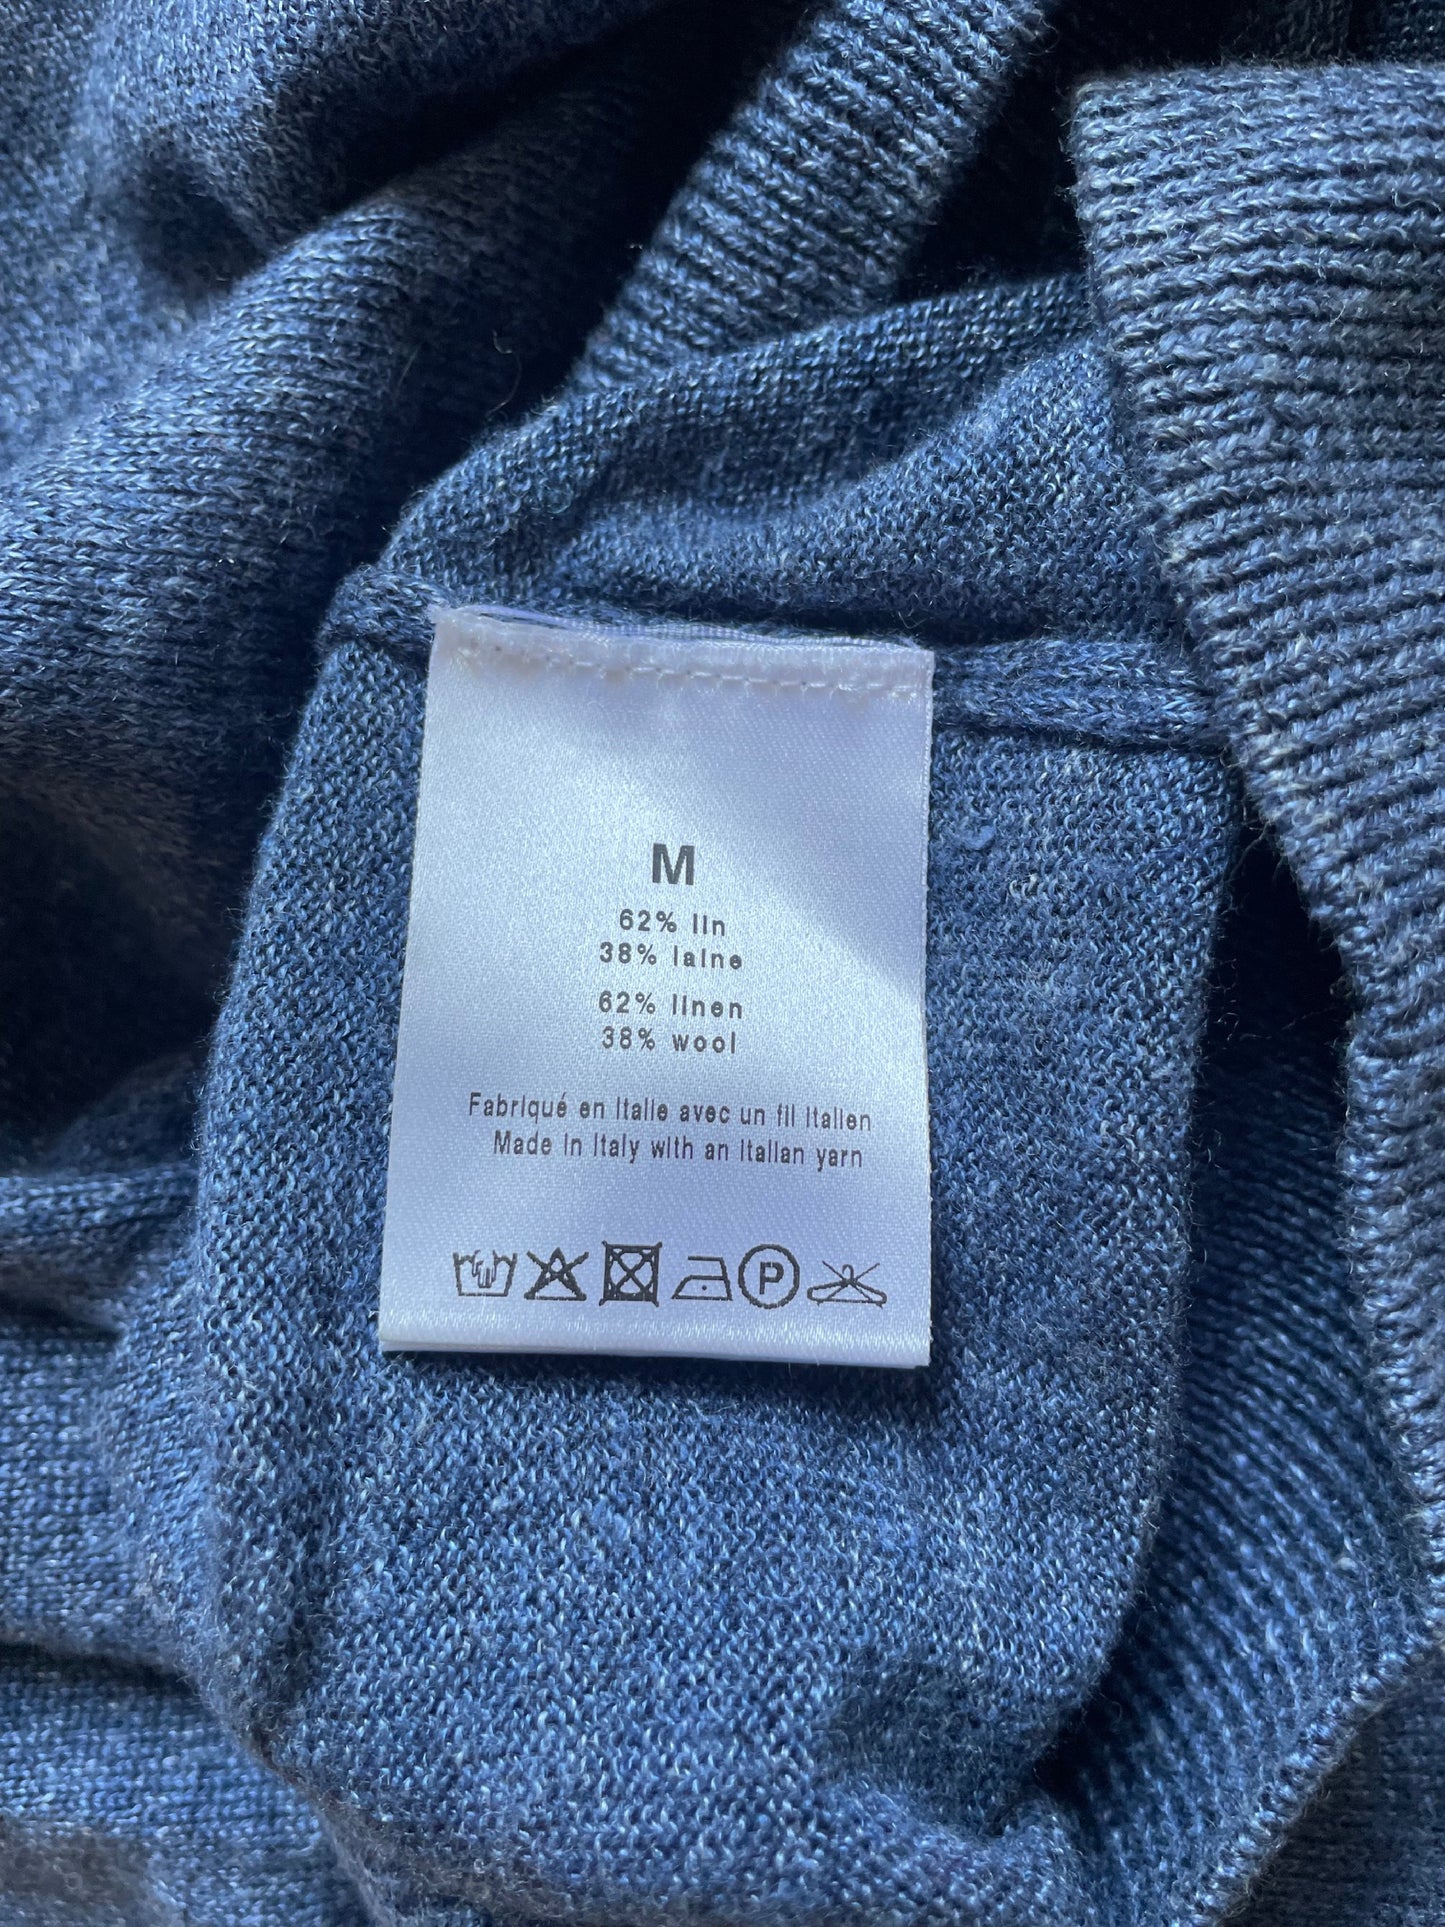 M
62% lin
38% laine
62% linen
38% wool
Fabriqué en Italie avec un fil Italien
Made in Italy with an Italian yarn
P